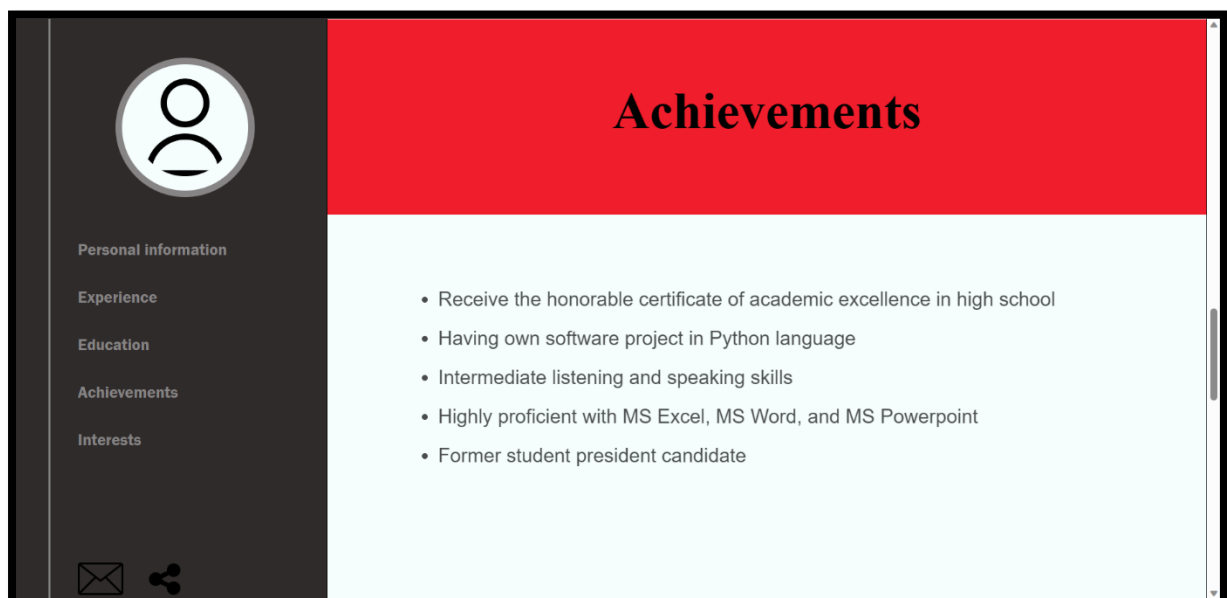 Achievements
Personal information
Experience
Education
Achievements
Interests
Receive the honorable certificate of academic excellence in high school
Having own software project in Python language
Intermediate listening and speaking skills
Highly proficient with MS Excel, MS Word, and MS Powerpoint
Former student president candidate